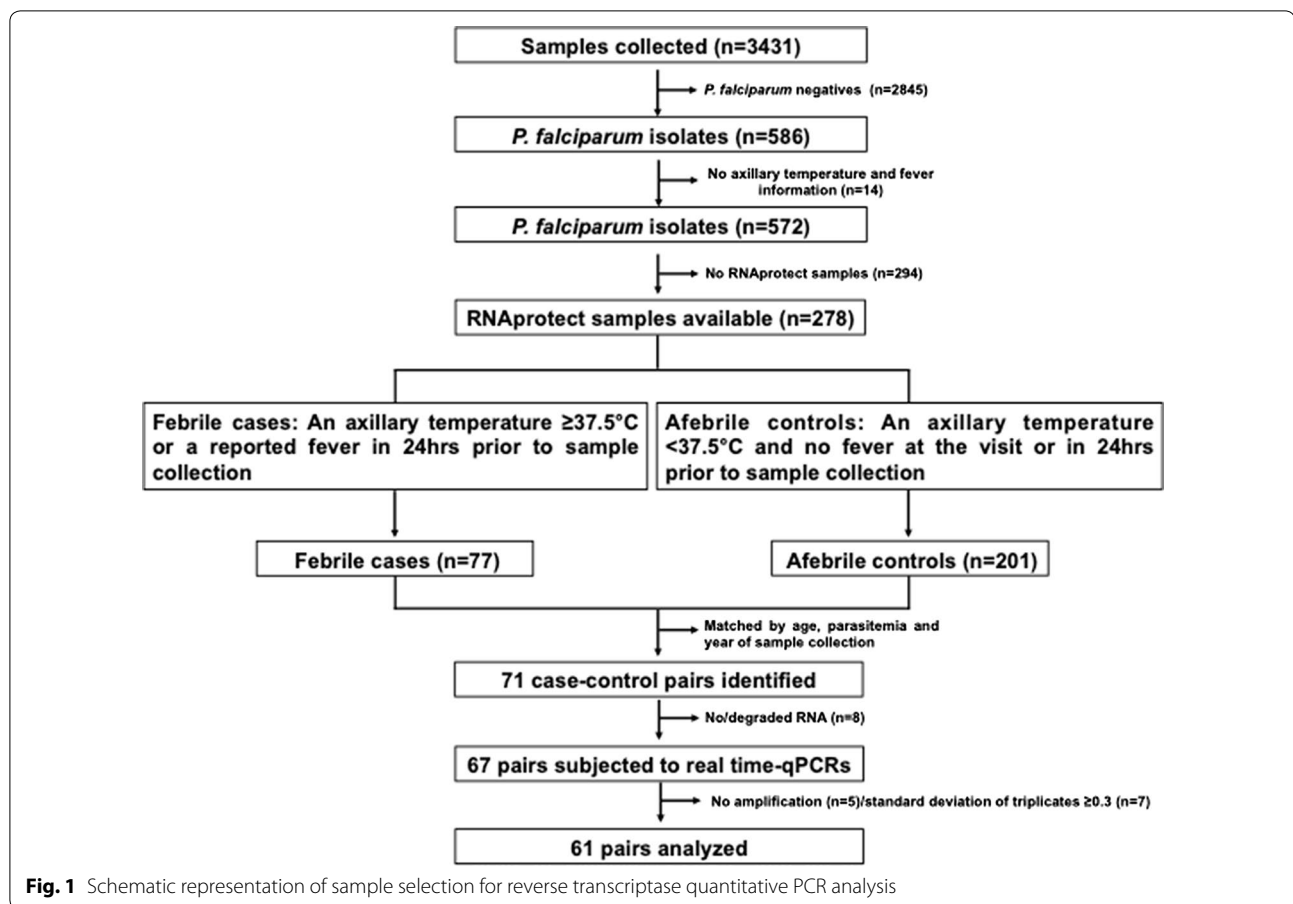 Samples collected (n=3431)
P. falciparum negatives (n=2845)
P. falciparum isolates (n=586)
No axillary temperature and fever
information (n=14)
P. falciparum isolates (n=572)
No RNAprotect samples (n=294)
RNAprotect samples available (n=278)
Febrile cases: An axillary temperature ≥37.5°C
or a reported fever in 24hrs prior to sample
collection
Afebrile controls: An axillary temperature
<37.5°C and no fever at the visit or in 24hrs
prior to sample collection
Febrile cases (n=77)
Afebrile controls (n=201)
Matched by age, parasitemia and
year of sample collection
71 case-control pairs identified
No/degraded RNA (n=8)
67 pairs subjected to real time-qPCRs
No amplification (n=5)/standard deviation of triplicates ≥0.3 (n=7)
61 pairs analyzed
Fig. 1 Schematic representation of sample selection for reverse transcriptase quantitative PCR analysis